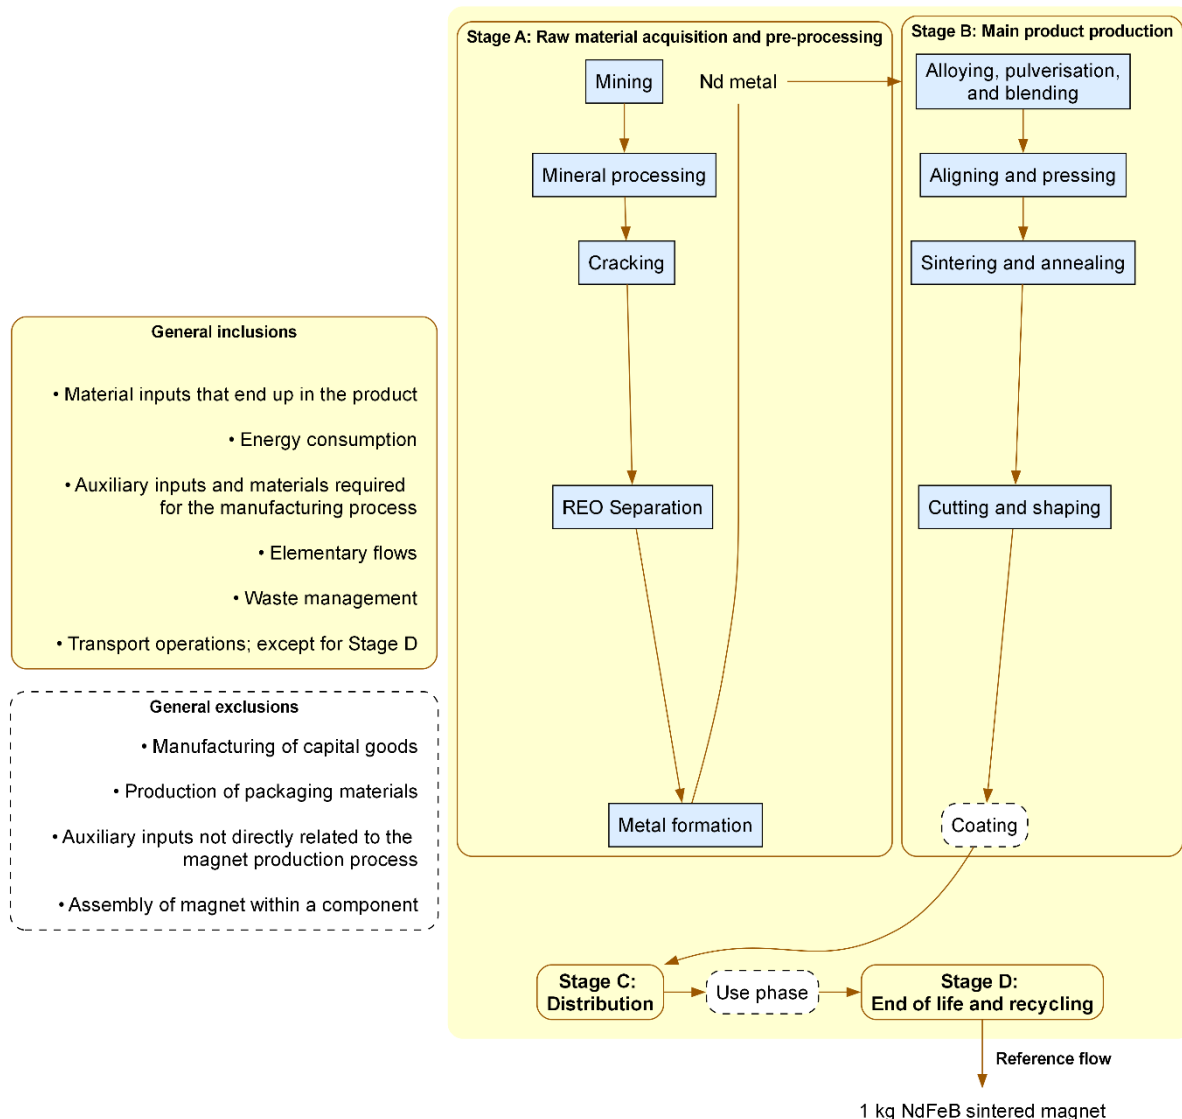 Stage A: Raw material acquisition and pre-processing
Mining
Nd metal
Mineral processing
Cracking
REO Separation
Metal formation
Stage B: Main product production
Alloying, pulverisation,
and blending
Aligning and pressing
Sintering and annealing
Cutting and shaping
Coating
General inclusions
• Material inputs that end up in the product
• Energy consumption
• Auxiliary inputs and materials required
for the manufacturing process
• Elementary flows
• Waste management
• Transport operations; except for Stage D
General exclusions
• Manufacturing of capital goods
• Production of packaging materials
• Auxiliary inputs not directly related to the
magnet production process
• Assembly of magnet within a component
Stage C:
Distribution
Use phase
Stage D:
End of life and recycling
Reference flow
1 kg NdFeB sintered magnet